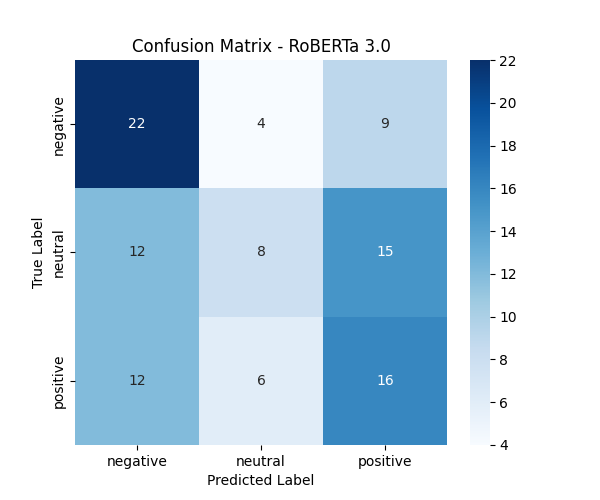 Confusion Matrix - RoBERTa 3.0
True Label
negative
22 4 9
neutral
12 8 15
positive
12 6 16
negative neutral positive
Predicted Label
22
20
18
16
14
12
10
8
6
4